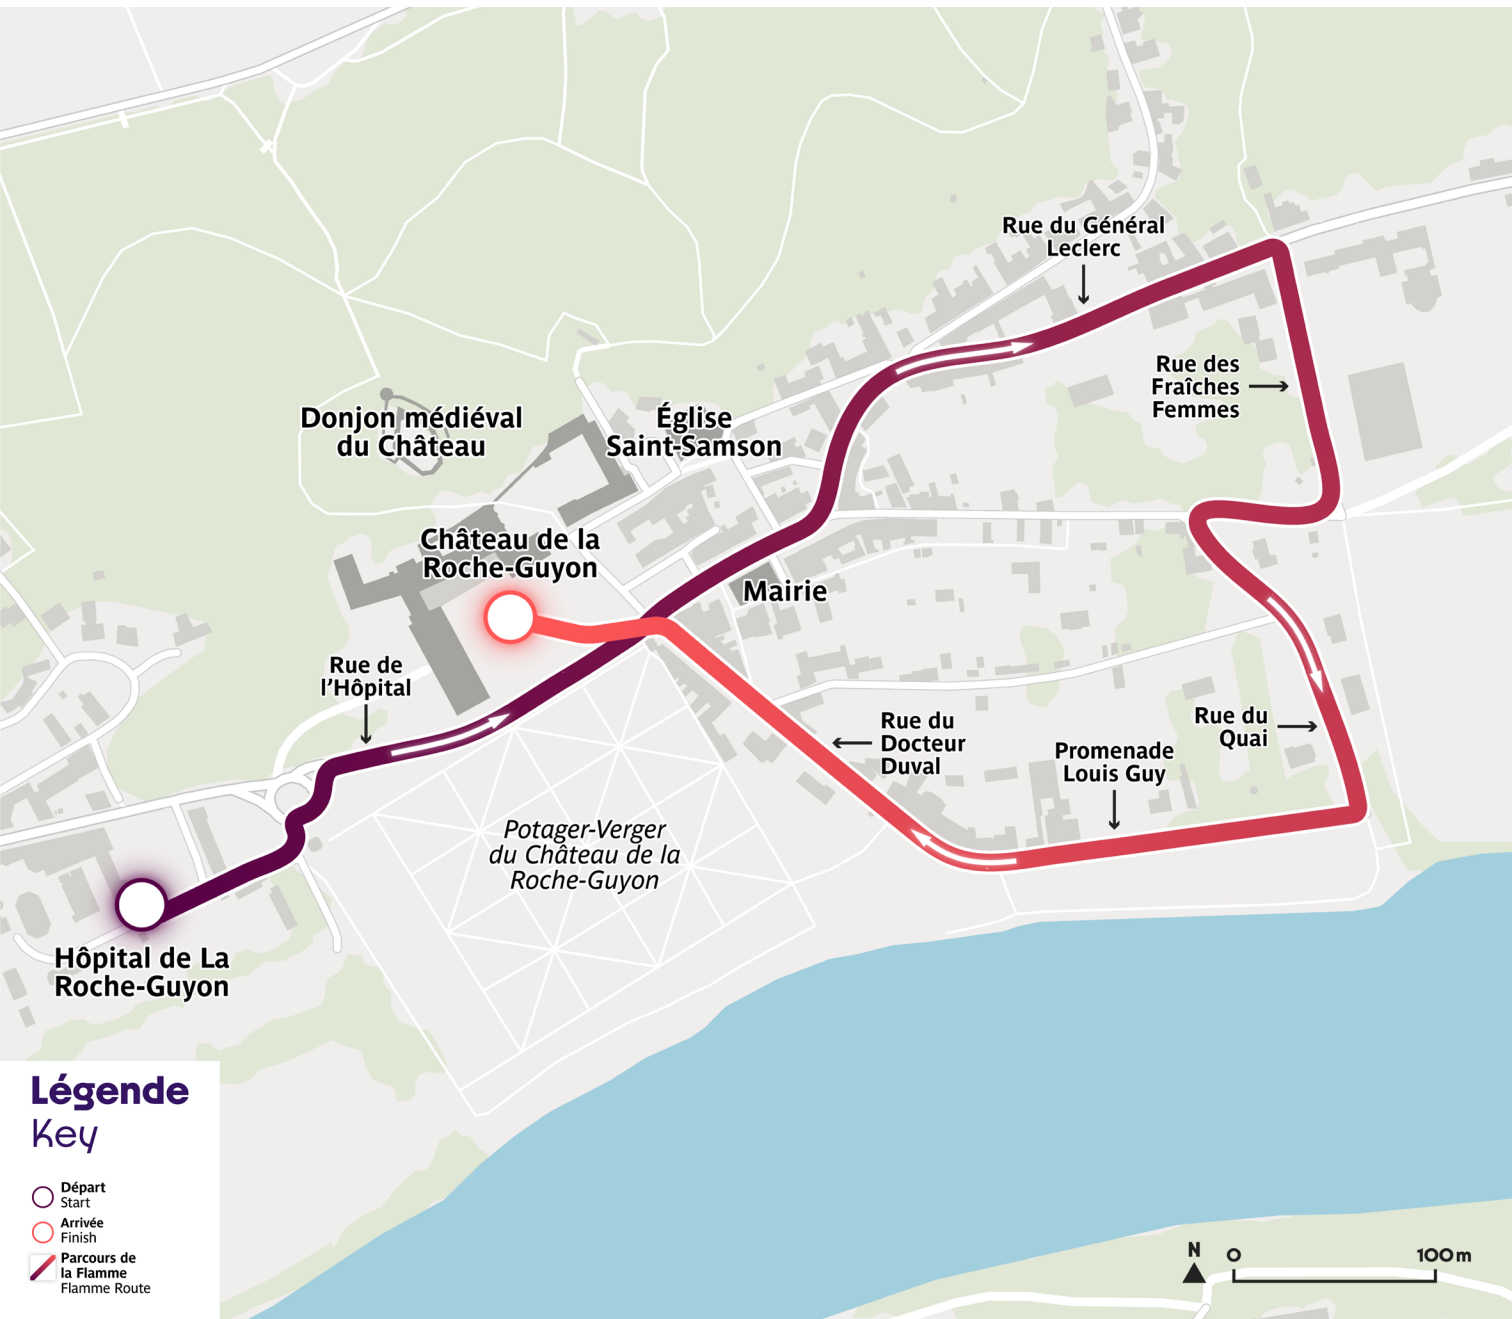 Rue du Général
Leclerc
Rue des
Fraîches
Femmes
Donjon médiéval
du Château
Église
Saint-Samson
Château de la
Roche-Guyon
Mairie
Rue de
l'Hôpital
Rue du
Docteur
Duval
Promenade
Louis Guy
Rue du
Quai
Potager-Verger
du Château de la
Roche-Guyon
Hôpital de La
Roche-Guyon
Légende
Key
Départ
Start
Arrivée
Finish
Parcours de
la Flamme
Flamme Route
N 0 100m